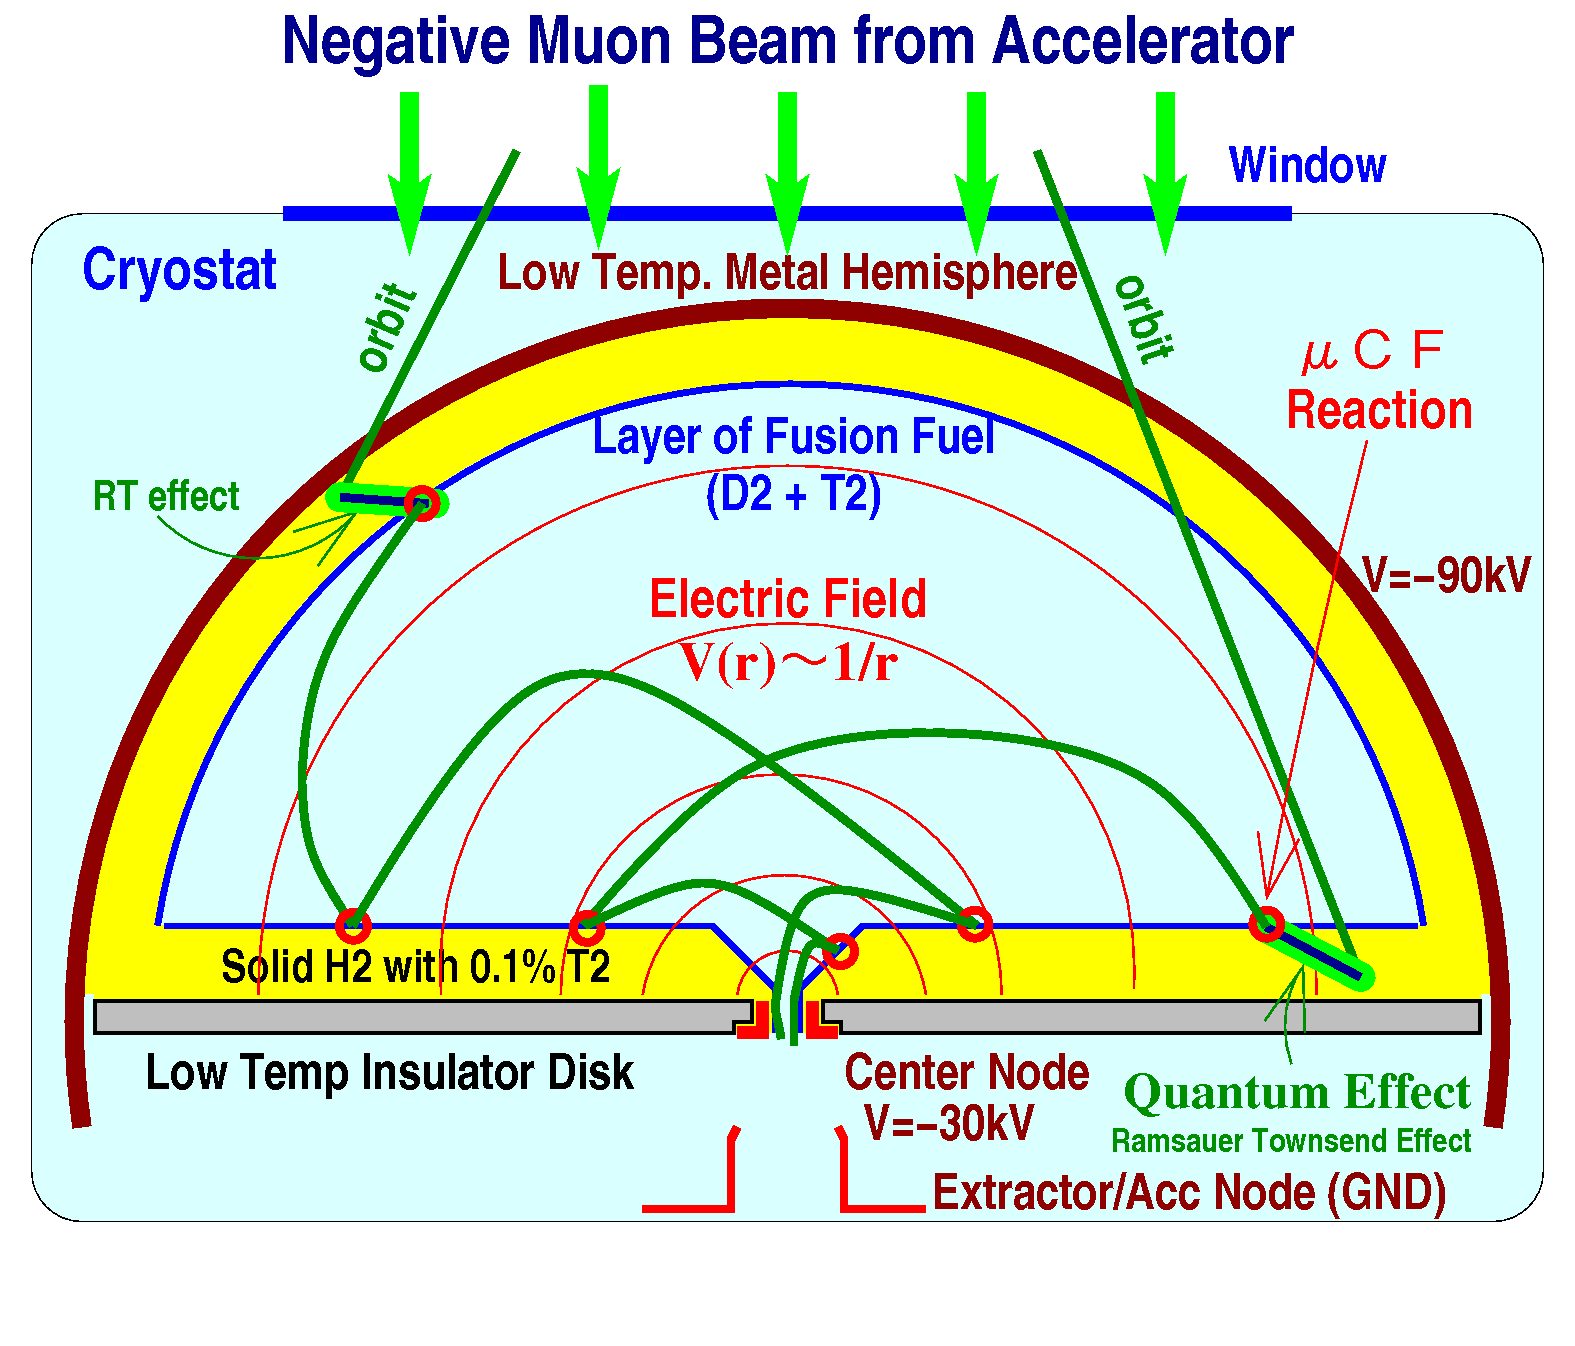 Negative Muon Beam from Accelerator
Window
Cryostat
Low Temp. Metal Hemisphere
orbit
orbit
μ C F
Reaction
Layer of Fusion Fuel
(D2 + T2)
RT effect
V=−90kV
Electric Field
V(r)～1/r
Solid H2 with 0.1% T2
Low Temp Insulator Disk
Center Node
V=−30kV
Quantum Effect
Ramsauer Townsend Effect
Extractor/Acc Node (GND)